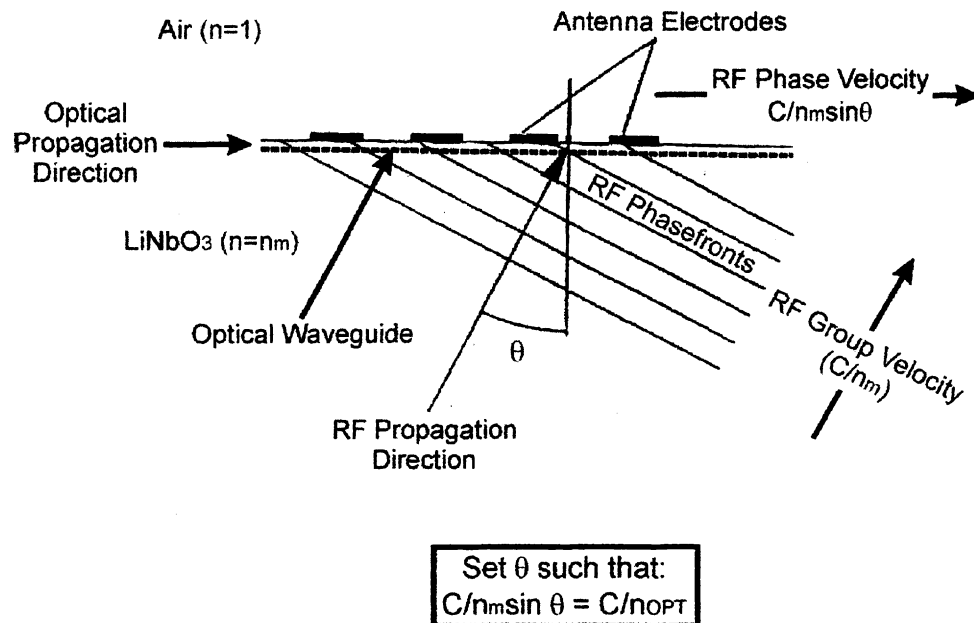 Air (n=1)
Antenna Electrodes
RF Phase Velocity
C/nmsinθ
Optical
Propagation
Direction
LiNbO3 (n=nm)
RF Phasefronts
Optical Waveguide
θ
RF Group Velocity
(C/nm)
RF Propagation
Direction
Set θ such that:
C/nmsin θ = C/nOPT